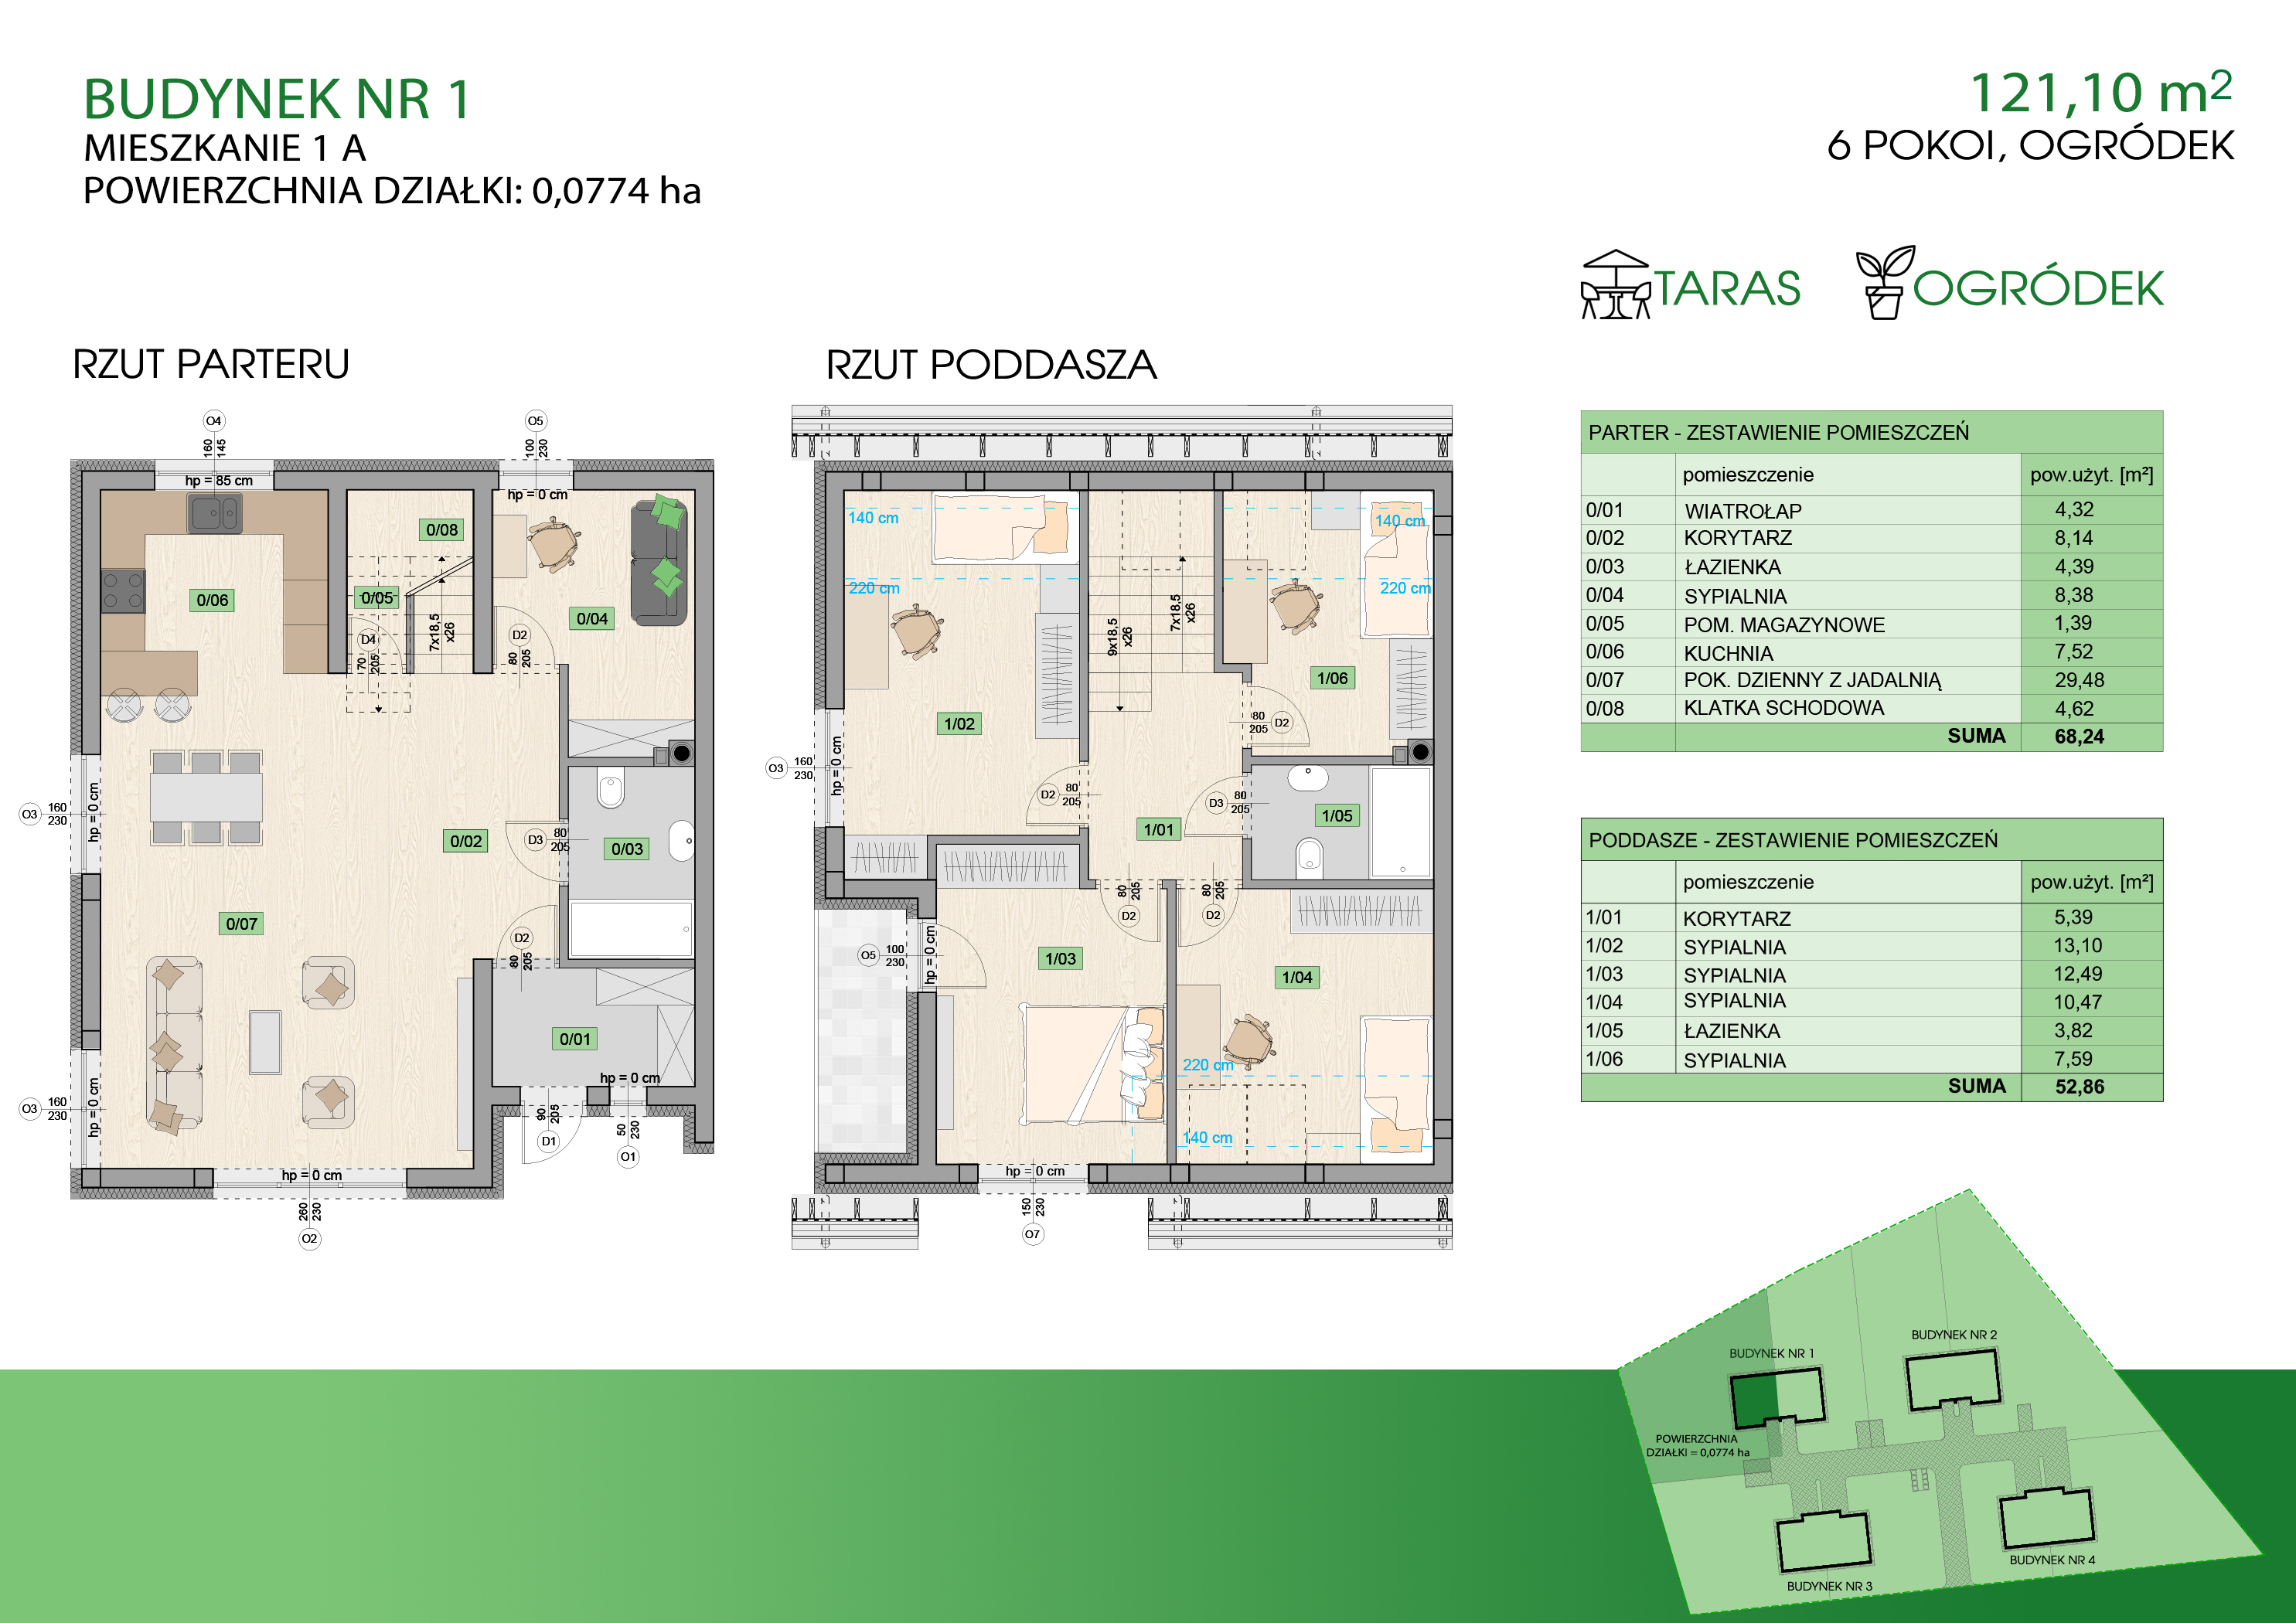 BUDYNEK NR 1
MIESZKANIE 1 A
POWIERZCHNIA DZIAŁKI: 0,0774 ha
121,10 m2
6 POKOI, OGRÓDEK
TARAS
OGRÓDEK
RZUT PARTERU
O4
160
145
O5
100
230
hp = 85 cm
hp = 0 cm
0/08
0/06
0/05
0/04
7x18,5
x26
D4
70
205
D2
80
205
O3
160
230
hp = 0 cm
0/02
D3
80
205
0/03
0/07
D2
80
205
0/01
O3
160
230
hp = 0 cm
hp = 0 cm
90
205
D1
50
230
O1
hp = 0 cm
260
230
O2
RZUT PODDASZA
140 cm
140 cm
220 cm
220 cm
9x18,5
x26
7x18,5
x26
1/06
1/02
80
205
D2
O3
160
230
hp = 0 cm
D2
80
205
D3
80
205
1/05
1/01
80
205
D2
80
205
D2
O5
100
230
hp = 0 cm
1/03
1/04
220 cm
140 cm
hp = 0 cm
150
230
O7
PARTER - ZESTAWIENIE POMIESZCZEŃ
pomieszczenie pow.użyt. [m²]
0/01 WIATROŁAP 4,32
0/02 KORYTARZ 8,14
0/03 ŁAZIENKA 4,39
0/04 SYPIALNIA 8,38
0/05 POM. MAGAZYNOWE 1,39
0/06 KUCHNIA 7,52
0/07 POK. DZIENNY Z JADALNIĄ 29,48
0/08 KLATKA SCHODOWA 4,62
SUMA 68,24
PODDASZE - ZESTAWIENIE POMIESZCZEŃ
pomieszczenie pow.użyt. [m²]
1/01 KORYTARZ 5,39
1/02 SYPIALNIA 13,10
1/03 SYPIALNIA 12,49
1/04 SYPIALNIA 10,47
1/05 ŁAZIENKA 3,82
1/06 SYPIALNIA 7,59
SUMA 52,86
BUDYNEK NR 2
BUDYNEK NR 1
POWIERZCHNIA
DZIAŁKI = 0,0774 ha
BUDYNEK NR 4
BUDYNEK NR 3